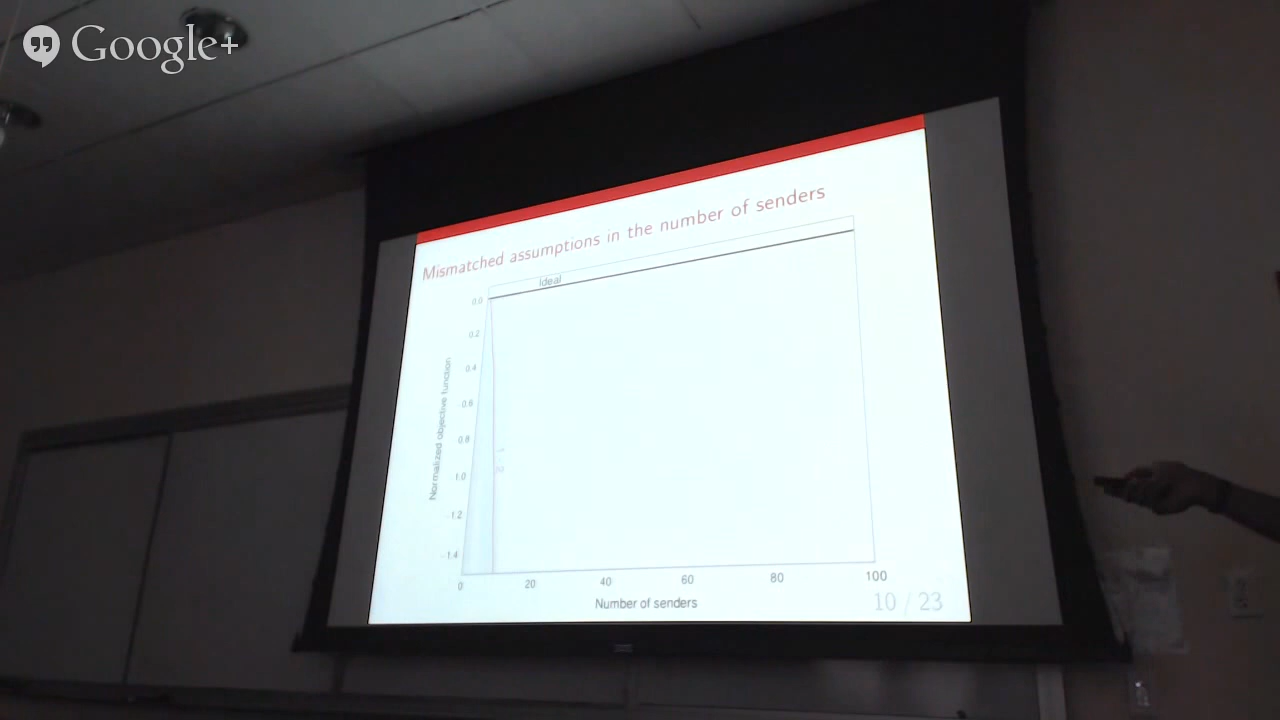 Google+
Mismatched assumptions in the number of senders
Ideal
0.0
0.2
0.4
0.6
0.8
1.0
-1.2
-1.4
Normalized objective function
0
20
40
60
80
100
Number of senders
10 / 23